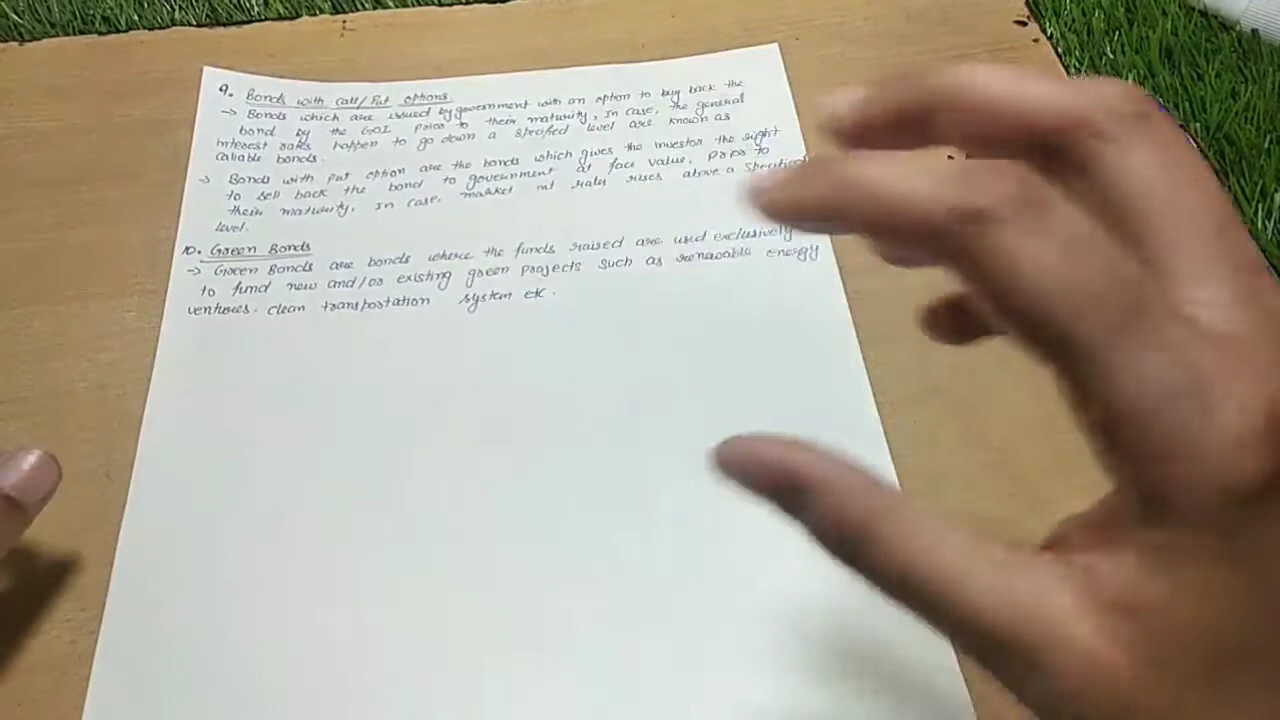 9. Bonds with call/Put options
→ Bonds which are issued by government with an option to buy back the
bond by the GOI prior to their maturity, In case, the general
interest rates happen to go down a specified level are known as
callable bonds.
→ Bonds with put option are the bonds which gives the investor the right
to sell back the bond to government at face value, prior to
their maturity, In case, market int rates rises above a specified
level.
10. Green Bonds
→ Green Bonds are bonds where the funds raised are used exclusively
to fund new and/or existing green projects such as renewable energy
ventures, clean transportation system etc.